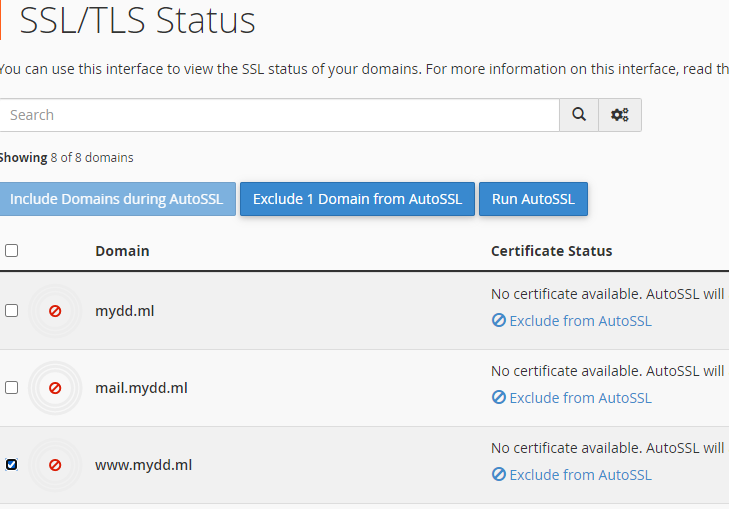 SSL/TLS Status
You can use this interface to view the SSL status of your domains. For more information on this interface, read th
Search
Showing 8 of 8 domains
Include Domains during AutoSSL Exclude 1 Domain from AutoSSL Run AutoSSL
Domain Certificate Status
mydd.ml No certificate available. AutoSSL will
Exclude from AutoSSL
mail.mydd.ml No certificate available. AutoSSL will
Exclude from AutoSSL
www.mydd.ml No certificate available. AutoSSL will
Exclude from AutoSSL